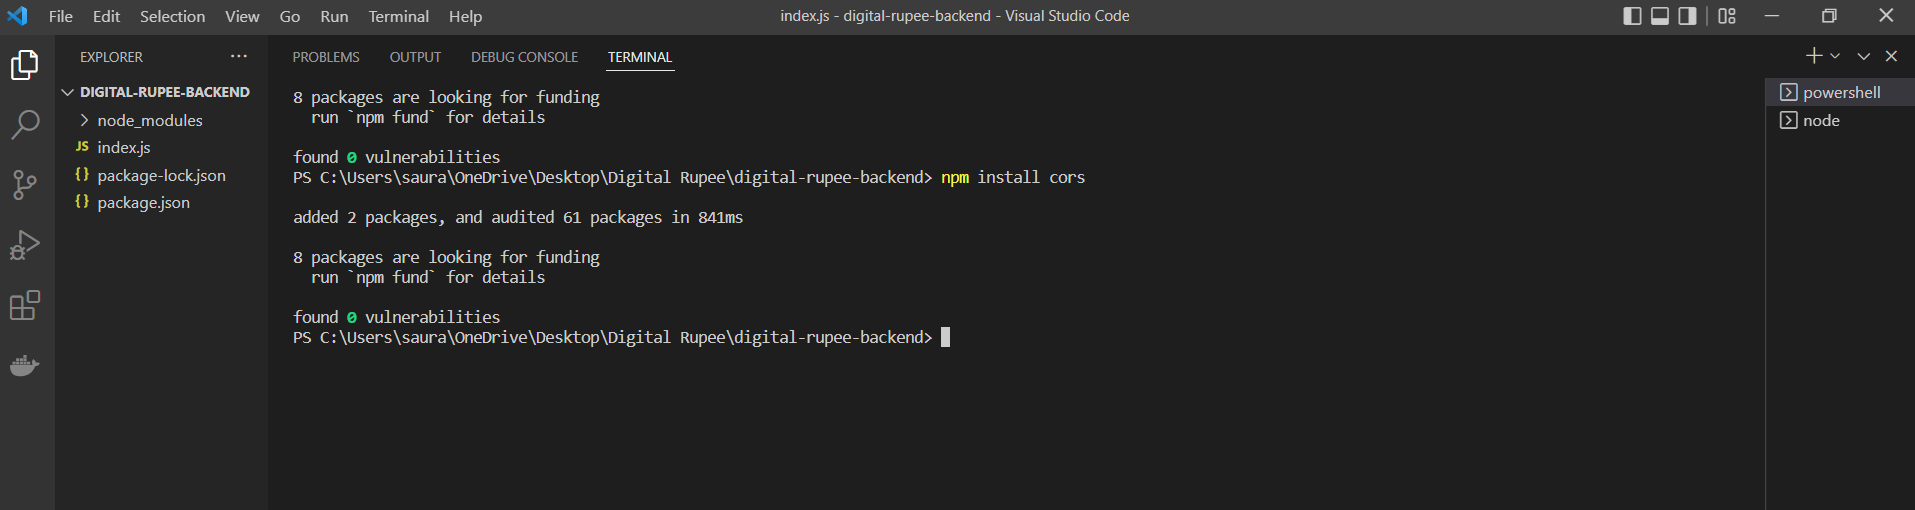 File Edit Selection View Go Run Terminal Help
index.js - digital-rupee-backend - Visual Studio Code
EXPLORER
DIGITAL-RUPEE-BACKEND
node_modules
JS index.js
{} package-lock.json
{} package.json
PROBLEMS OUTPUT DEBUG CONSOLE TERMINAL
8 packages are looking for funding
run `npm fund` for details
found 0 vulnerabilities
PS C:\Users\saura\OneDrive\Desktop\Digital Rupee\digital-rupee-backend> npm install cors
added 2 packages, and audited 61 packages in 841ms
8 packages are looking for funding
run `npm fund` for details
found 0 vulnerabilities
PS C:\Users\saura\OneDrive\Desktop\Digital Rupee\digital-rupee-backend>
powershell
node